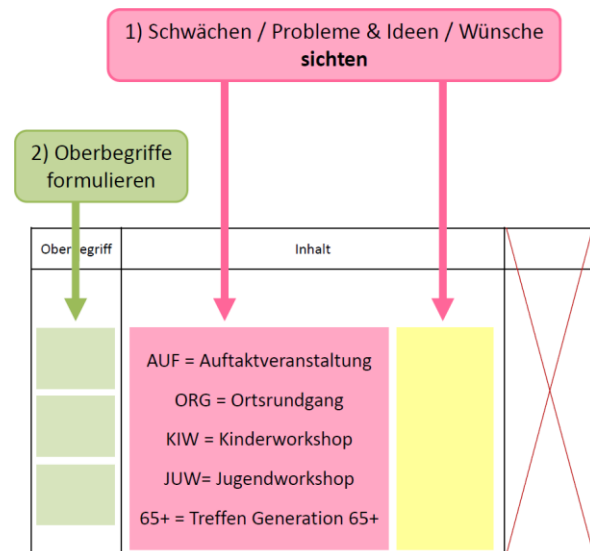 1) Schwächen / Probleme & Ideen / Wünsche
sichten
2) Oberbegriffe
formulieren
Oberbegriff
Inhalt
AUF = Auftaktveranstaltung
ORG = Ortsrundgang
KIW = Kinderworkshop
JUW= Jugendworkshop
65+ = Treffen Generation 65+